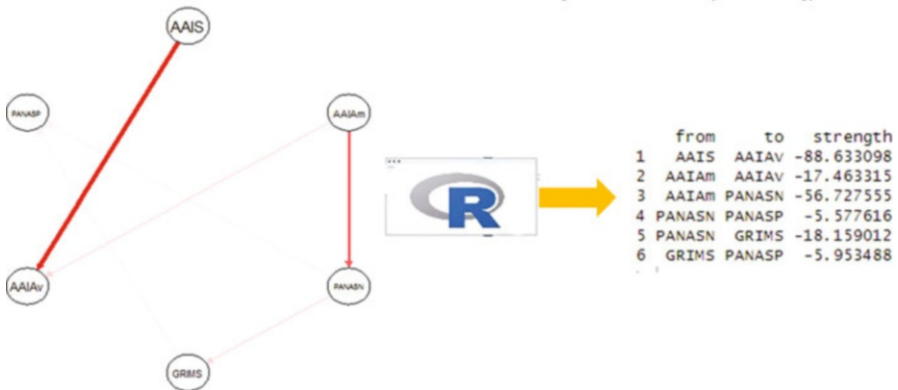 AAIS
PANASP
AAIAm
AAIAv
PANASN
GRIMS
R
from to strength
1 AAIS AAIAV -88.633098
2 AAIAm AAIAV -17.463315
3 AAIAm PANASN -56.727555
4 PANASN PANASP -5.577616
5 PANASN GRIMS -18.159012
6 GRIMS PANASP -5.953488